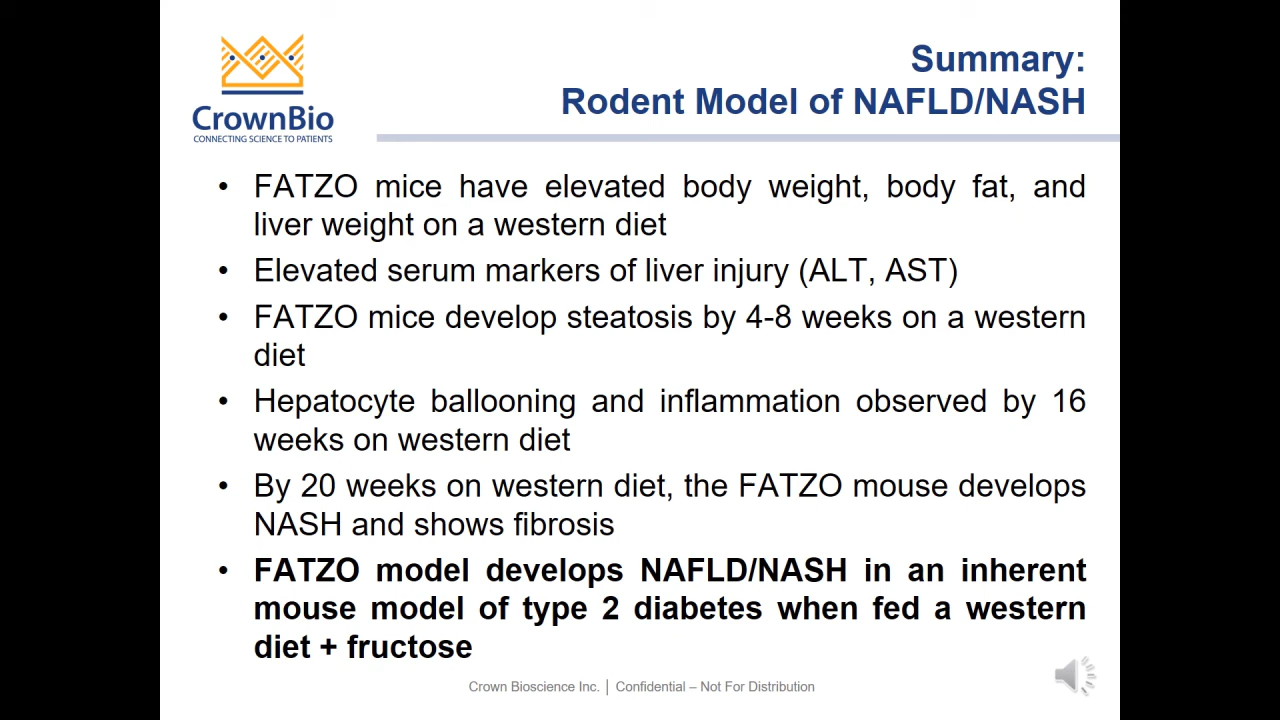 CrownBio
CONNECTING SCIENCE TO PATIENTS
Summary:
Rodent Model of NAFLD/NASH
• FATZO mice have elevated body weight, body fat, and
liver weight on a western diet
• Elevated serum markers of liver injury (ALT, AST)
• FATZO mice develop steatosis by 4-8 weeks on a western
diet
• Hepatocyte ballooning and inflammation observed by 16
weeks on western diet
• By 20 weeks on western diet, the FATZO mouse develops
NASH and shows fibrosis
• FATZO model develops NAFLD/NASH in an inherent
mouse model of type 2 diabetes when fed a western
diet + fructose
Crown Bioscience Inc. │ Confidential – Not For Distribution